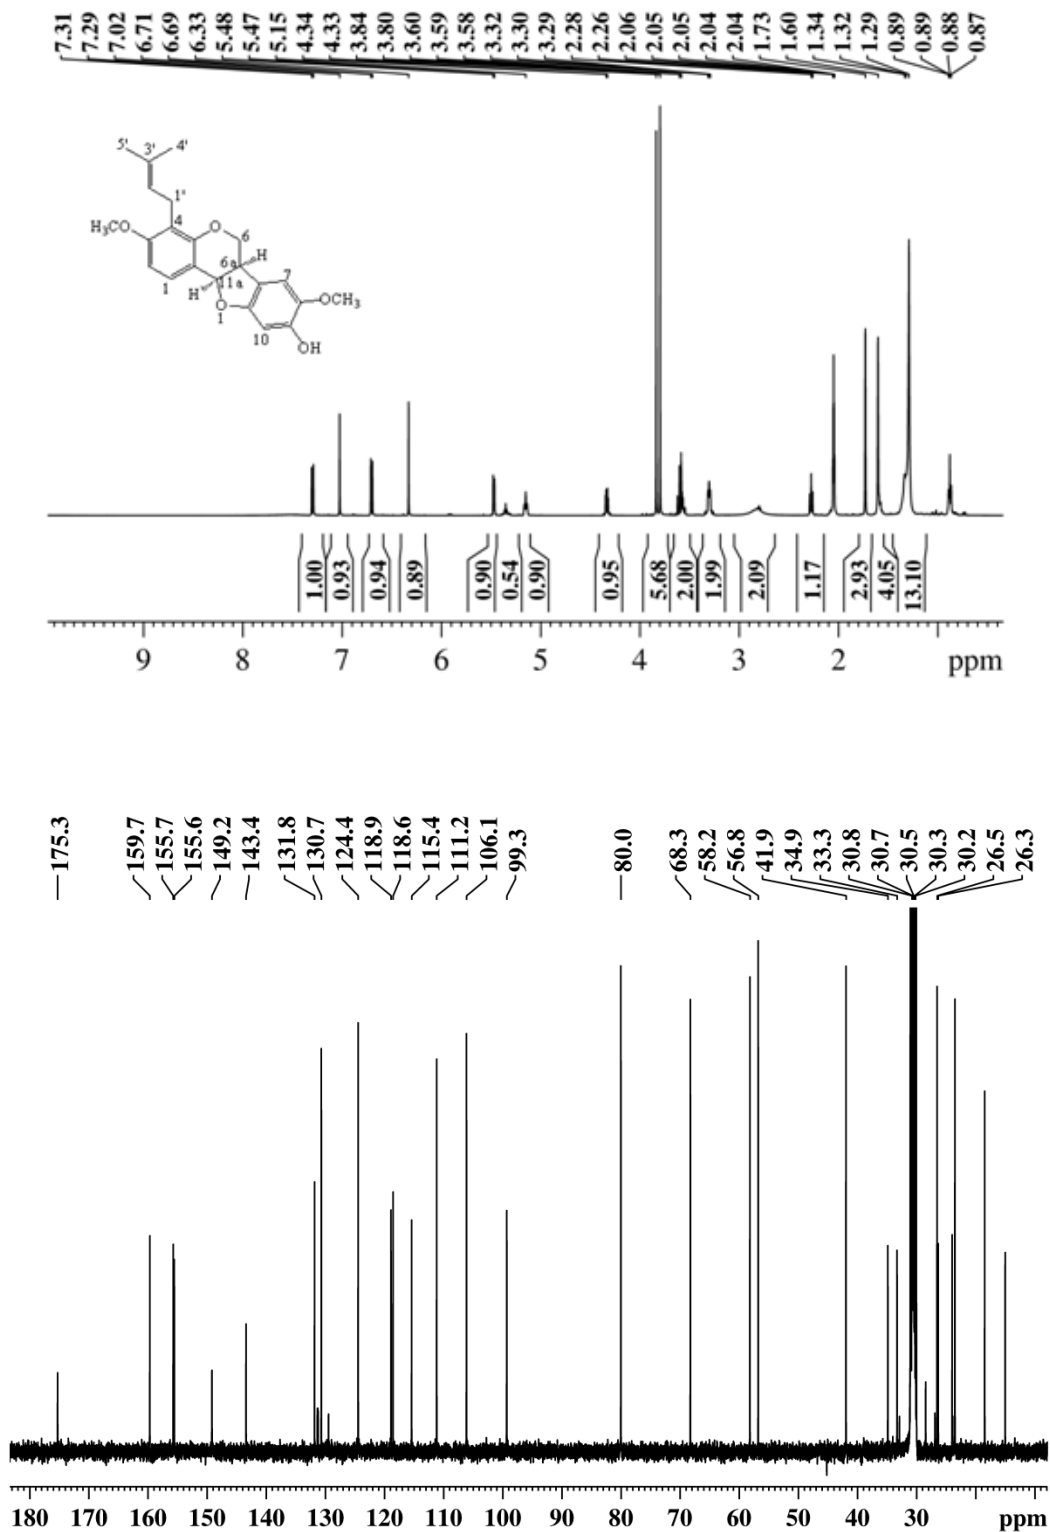 7.31 7.29 7.02 6.71 6.69 6.33 5.48 5.47 5.15 4.34 4.33 3.84 3.80 3.60 3.59 3.58 3.32 3.30 3.29 2.28 2.26 2.06 2.05 2.05 2.04 2.04 1.73 1.60 1.34 1.32 1.29 0.89 0.89 0.88 0.87
5' 3' 4'
1'
H₃CO 4 O 6
6a H
7
1 H 11a OCH₃
O
1
10 OH
1.00 0.93 0.94 0.89 0.90 0.54 0.90 0.95 5.68 2.00 1.99 2.09 1.17 2.93 4.05 13.10
9 8 7 6 5 4 3 2 ppm
175.3 159.7 155.7 155.6 149.2 143.4 131.8 130.7 124.4 118.9 118.6 115.4 111.2 106.1 99.3 80.0 68.3 58.2 56.8 41.9 34.9 33.3 30.8 30.7 30.5 30.3 30.2 26.5 26.3
180 170 160 150 140 130 120 110 100 90 80 70 60 50 40 30 ppm